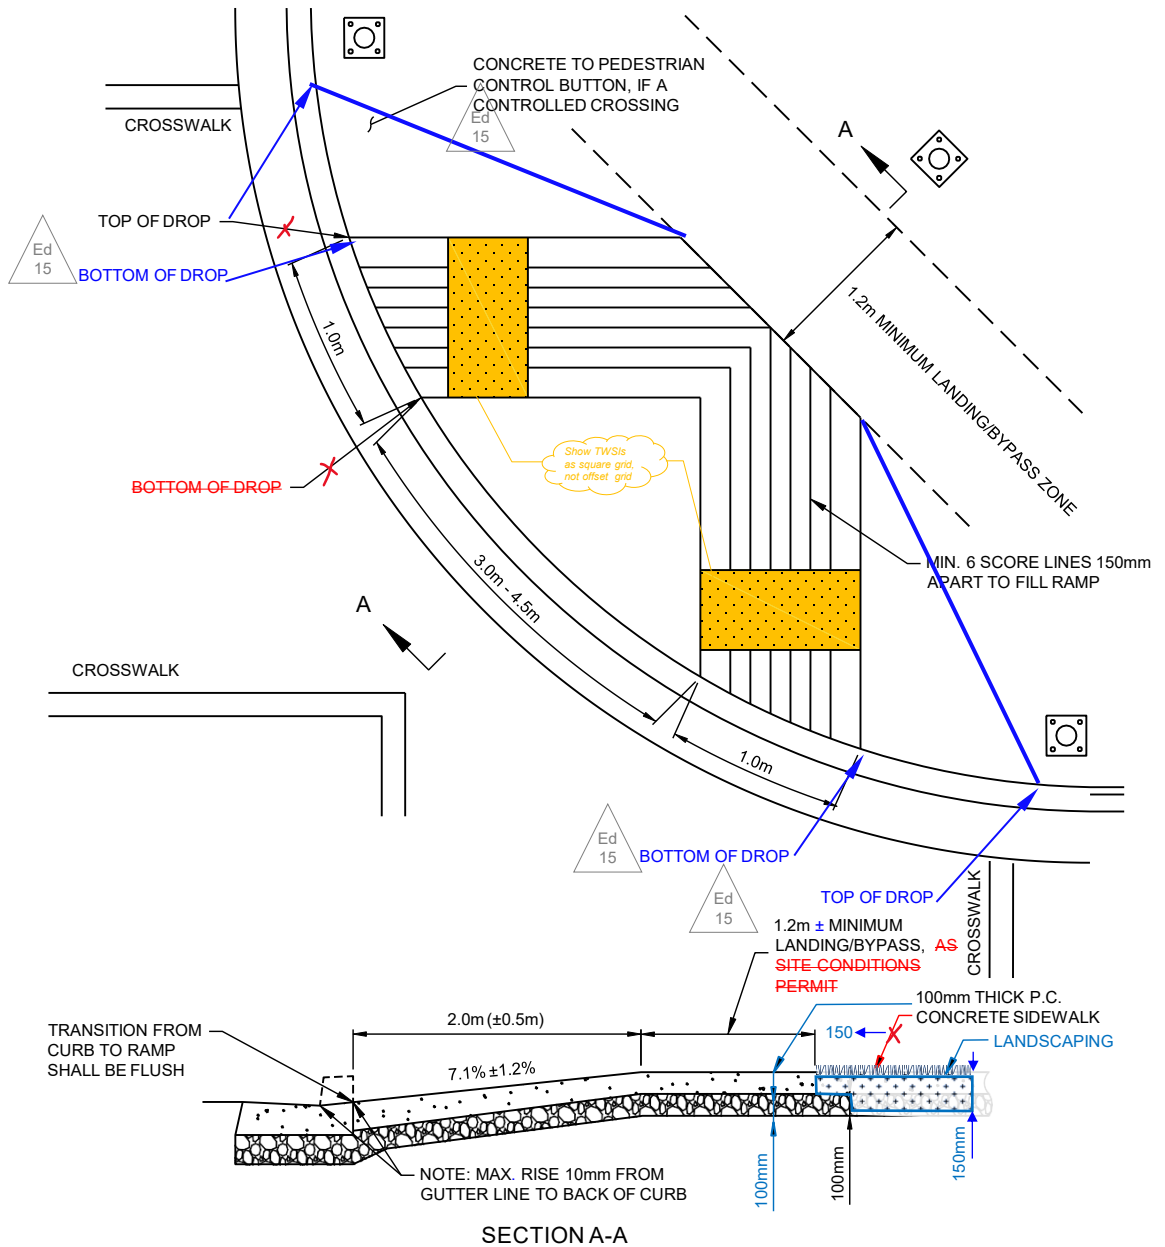 CONCRETE TO PEDESTRIAN
CONTROL BUTTON, IF A
CONTROLLED CROSSING
Ed
15
CROSSWALK
A
TOP OF DROP
Ed
15
BOTTOM OF DROP
1.0m
1.2m MINIMUM LANDING/BYPASS ZONE
Show TWSIs
as square grid,
not offset grid
BOTTOM OF DROP
3.0m - 4.5m
MIN. 6 SCORE LINES 150mm
APART TO FILL RAMP
A
CROSSWALK
1.0m
Ed
15
BOTTOM OF DROP
Ed
15
TOP OF DROP
CROSSWALK
1.2m ± MINIMUM
LANDING/BYPASS, AS
SITE CONDITIONS
PERMIT
100mm THICK P.C.
CONCRETE SIDEWALK
150
LANDSCAPING
TRANSITION FROM
CURB TO RAMP
SHALL BE FLUSH
2.0m (±0.5m)
7.1% ±1.2%
NOTE: MAX. RISE 10mm FROM
GUTTER LINE TO BACK OF CURB
100mm
100mm
150mm
SECTION A-A